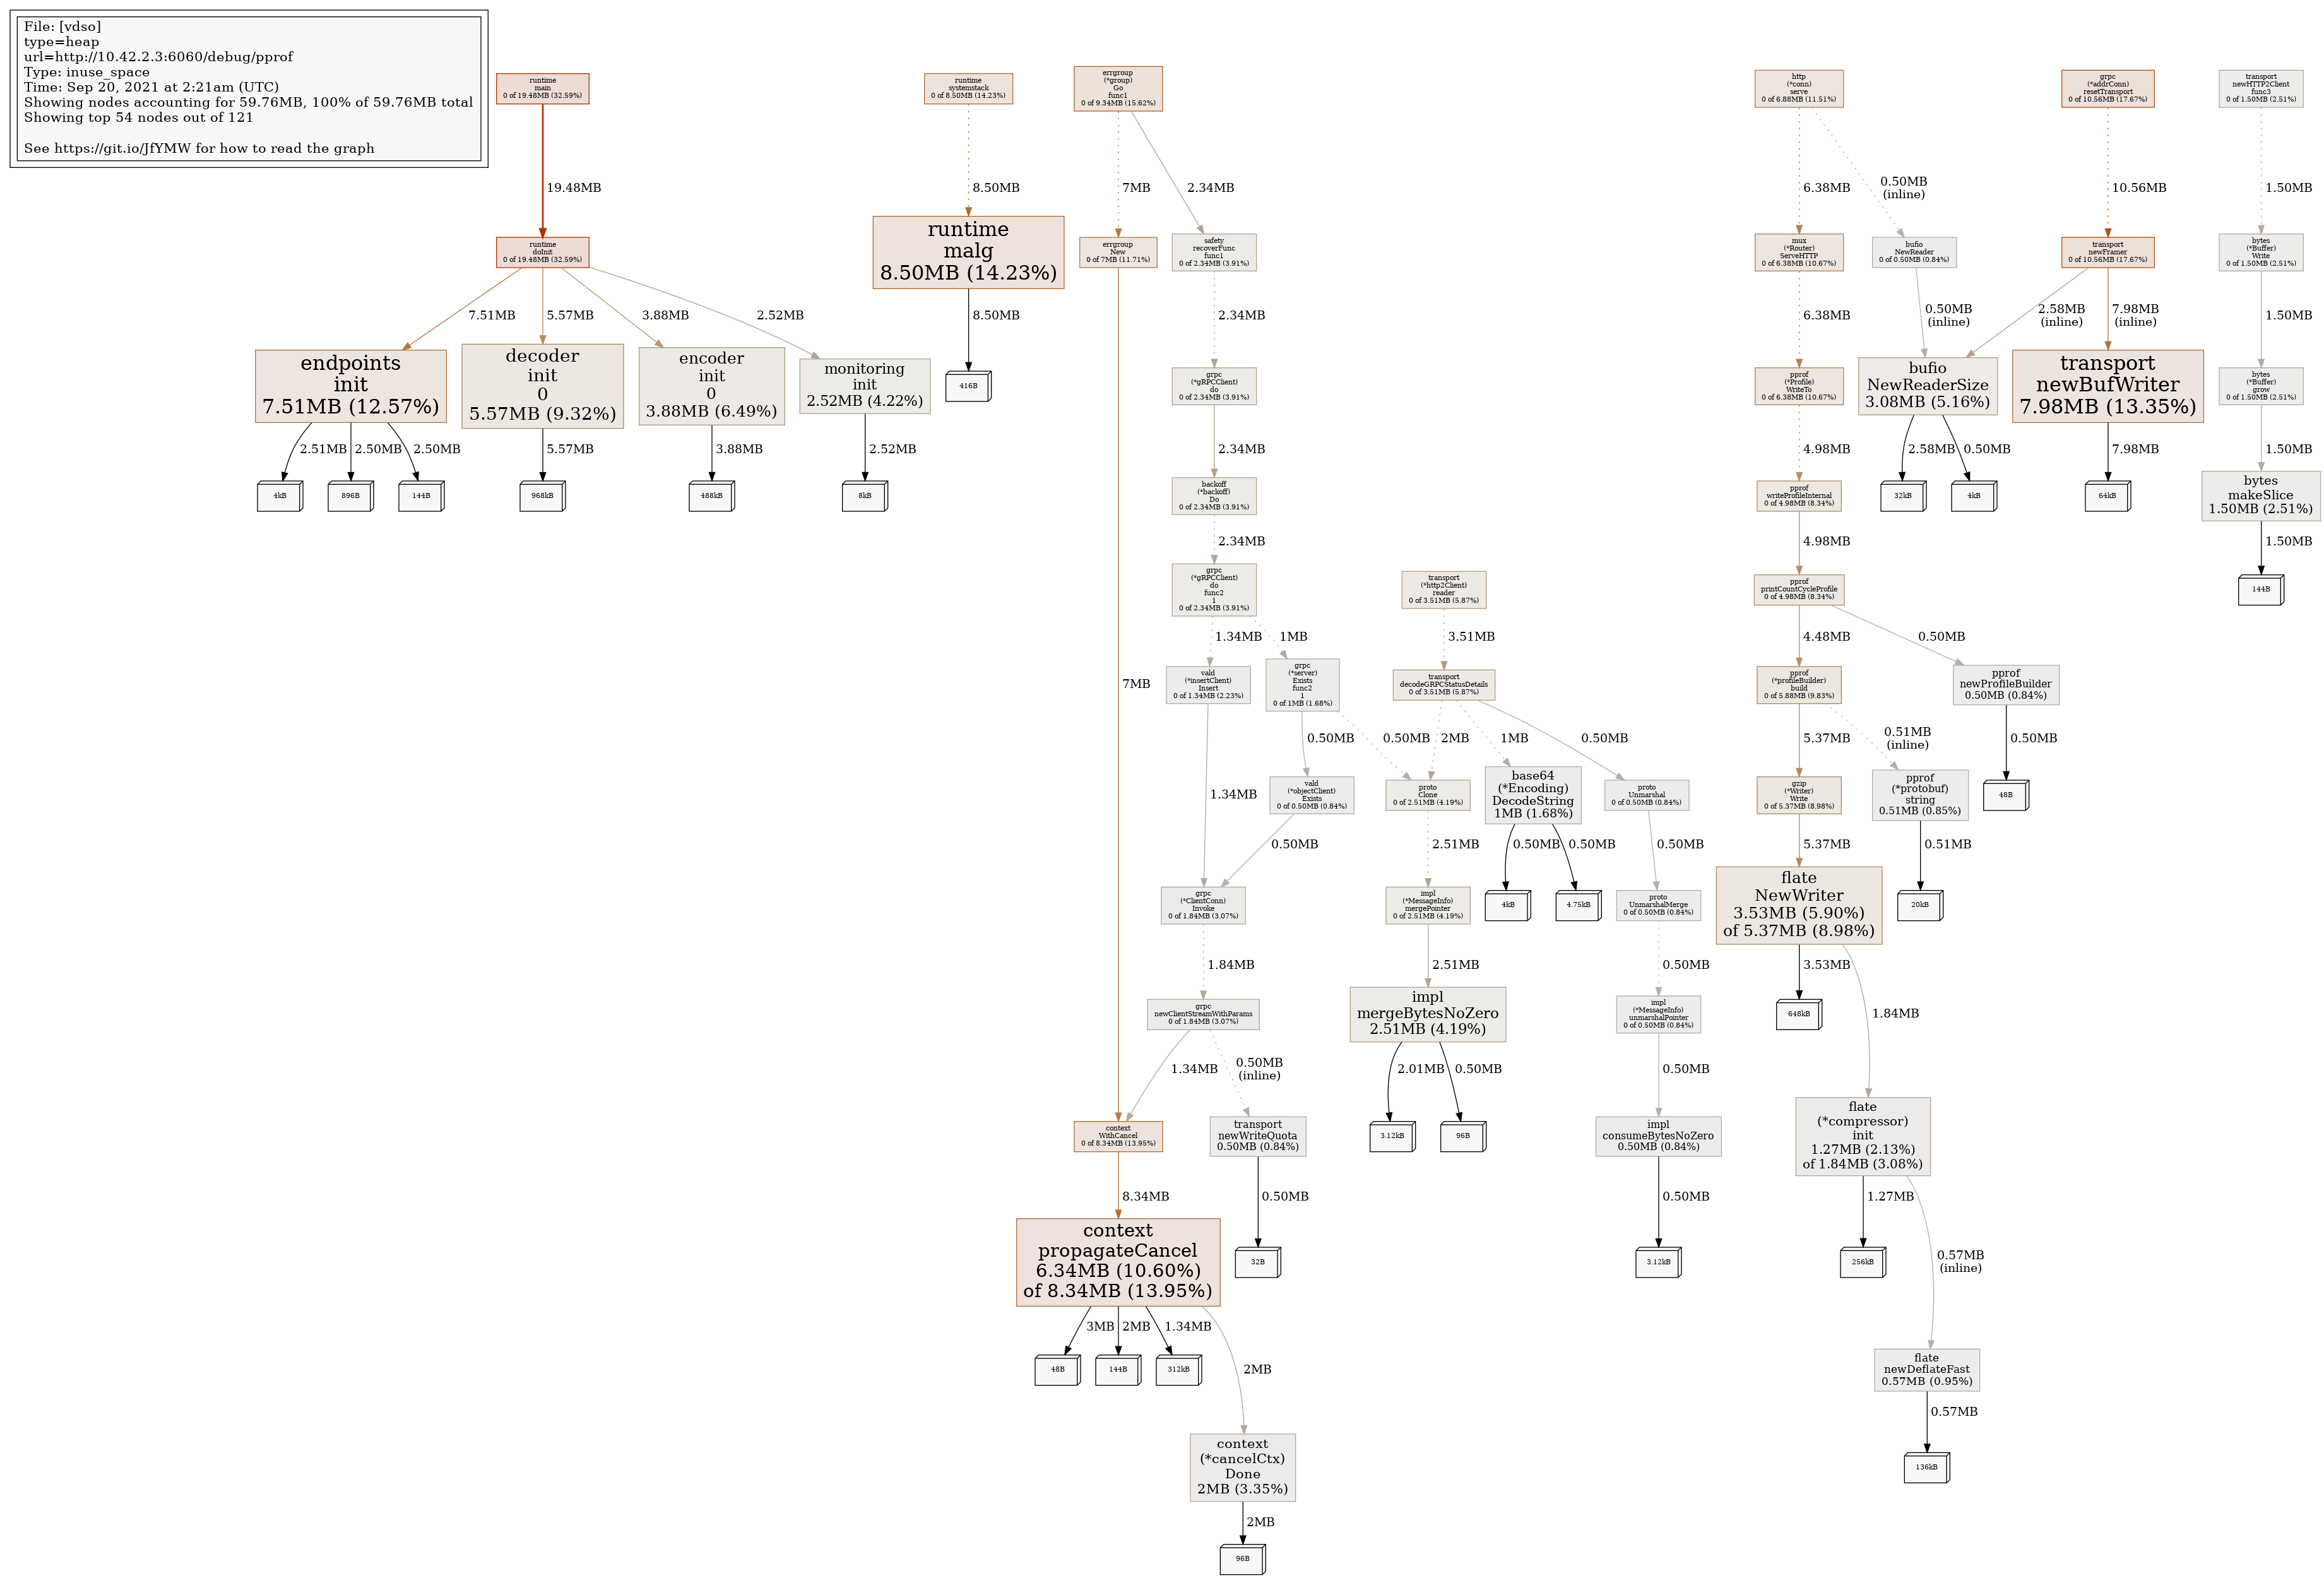 File: [vdso]
type=heap
url=http://10.42.2.3:6060/debug/pprof
Type: inuse_space
Time: Sep 20, 2021 at 2:21am (UTC)
Showing nodes accounting for 59.76MB, 100% of 59.76MB total
Showing top 54 nodes out of 121
See https://git.io/JfYMW for how to read the graph
runtime
main
0 of 19.48MB (32.59%)
19.48MB
runtime
doInit
0 of 19.48MB (32.59%)
7.51MB
5.57MB
3.88MB
2.52MB
endpoints
init
7.51MB (12.57%)
2.51MB
2.50MB
2.50MB
4kB
896B
144B
decoder
init
0
5.57MB (9.32%)
5.57MB
968kB
encoder
init
0
3.88MB (6.49%)
3.88MB
488kB
monitoring
init
2.52MB (4.22%)
2.52MB
8kB
runtime
systemstack
0 of 8.50MB (14.23%)
8.50MB
runtime
malg
8.50MB (14.23%)
8.50MB
416B
errgroup
(*group)
Go
func1
0 of 9.34MB (15.62%)
7MB
2.34MB
errgroup
New
0 of 7MB (11.71%)
7MB
safety
recoverFunc
func1
0 of 2.34MB (3.91%)
2.34MB
grpc
(*gRPCClient)
do
0 of 2.34MB (3.91%)
2.34MB
backoff
(*backoff)
Do
0 of 2.34MB (3.91%)
2.34MB
grpc
(*gRPCClient)
do
func2
1
0 of 2.34MB (3.91%)
1.34MB
1MB
vald
(*insertClient)
Insert
0 of 1.34MB (2.23%)
1.34MB
grpc
(*server)
Exists
func2
1
0 of 1MB (1.68%)
0.50MB
0.50MB
vald
(*objectClient)
Exists
0 of 0.50MB (0.84%)
0.50MB
grpc
(*ClientConn)
Invoke
0 of 1.84MB (3.07%)
1.84MB
grpc
newClientStreamWithParams
0 of 1.84MB (3.07%)
1.34MB
0.50MB
(inline)
context
WithCancel
0 of 8.34MB (13.95%)
8.34MB
transport
newWriteQuota
0.50MB (0.84%)
0.50MB
32B
context
propagateCancel
6.34MB (10.60%)
of 8.34MB (13.95%)
3MB
2MB
1.34MB
2MB
48B
144B
312kB
context
(*cancelCtx)
Done
2MB (3.35%)
2MB
96B
transport
(*http2Client)
reader
0 of 3.51MB (5.87%)
3.51MB
transport
decodeGRPCStatusDetails
0 of 3.51MB (5.87%)
2MB
1MB
0.50MB
proto
Clone
0 of 2.51MB (4.19%)
2.51MB
impl
(*MessageInfo)
mergePointer
0 of 2.51MB (4.19%)
2.51MB
impl
mergeBytesNoZero
2.51MB (4.19%)
2.01MB
0.50MB
3.12kB
96B
base64
(*Encoding)
DecodeString
1MB (1.68%)
0.50MB
0.50MB
4kB
4.75kB
proto
Unmarshal
0 of 0.50MB (0.84%)
0.50MB
proto
UnmarshalMerge
0 of 0.50MB (0.84%)
0.50MB
impl
(*MessageInfo)
unmarshalPointer
0 of 0.50MB (0.84%)
0.50MB
impl
consumeBytesNoZero
0.50MB (0.84%)
0.50MB
3.12kB
http
(*conn)
serve
0 of 6.88MB (11.51%)
6.38MB
0.50MB
(inline)
mux
(*Router)
ServeHTTP
0 of 6.38MB (10.67%)
6.38MB
pprof
(*Profile)
WriteTo
0 of 6.38MB (10.67%)
4.98MB
pprof
writeProfileInternal
0 of 4.98MB (8.34%)
4.98MB
pprof
printCountCycleProfile
0 of 4.98MB (8.34%)
4.48MB
0.50MB
pprof
(*profileBuilder)
build
0 of 5.88MB (9.83%)
5.37MB
0.51MB
(inline)
pprof
newProfileBuilder
0.50MB (0.84%)
0.50MB
48B
gzip
(*Writer)
Write
0 of 5.37MB (8.98%)
5.37MB
pprof
(*protobuf)
string
0.51MB (0.85%)
0.51MB
20kB
flate
NewWriter
3.53MB (5.90%)
of 5.37MB (8.98%)
3.53MB
1.84MB
648kB
flate
(*compressor)
init
1.27MB (2.13%)
of 1.84MB (3.08%)
1.27MB
0.57MB
(inline)
256kB
flate
newDeflateFast
0.57MB (0.95%)
0.57MB
136kB
bufio
NewReader
0 of 0.50MB (0.84%)
0.50MB
(inline)
grpc
(*addrConn)
resetTransport
0 of 10.56MB (17.67%)
10.56MB
transport
newFramer
0 of 10.56MB (17.67%)
2.58MB
(inline)
7.98MB
(inline)
bufio
NewReaderSize
3.08MB (5.16%)
2.58MB
0.50MB
32kB
4kB
transport
newBufWriter
7.98MB (13.35%)
7.98MB
64kB
transport
newHTTP2Client
func3
0 of 1.50MB (2.51%)
1.50MB
bytes
(*Buffer)
Write
0 of 1.50MB (2.51%)
1.50MB
bytes
(*Buffer)
grow
0 of 1.50MB (2.51%)
1.50MB
bytes
makeSlice
1.50MB (2.51%)
1.50MB
144B